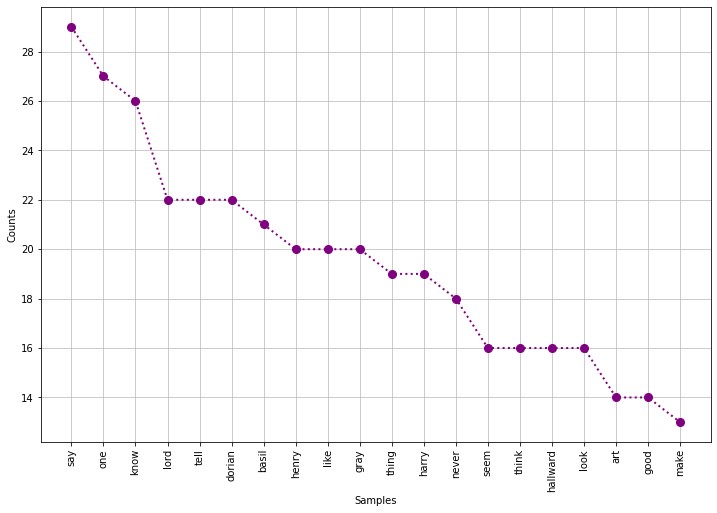 28
26
24
22
20
18
16
14
Counts
say
one
know
lord
tell
dorian
basil
henry
like
gray
thing
harry
never
seem
think
hallward
look
art
good
make
Samples